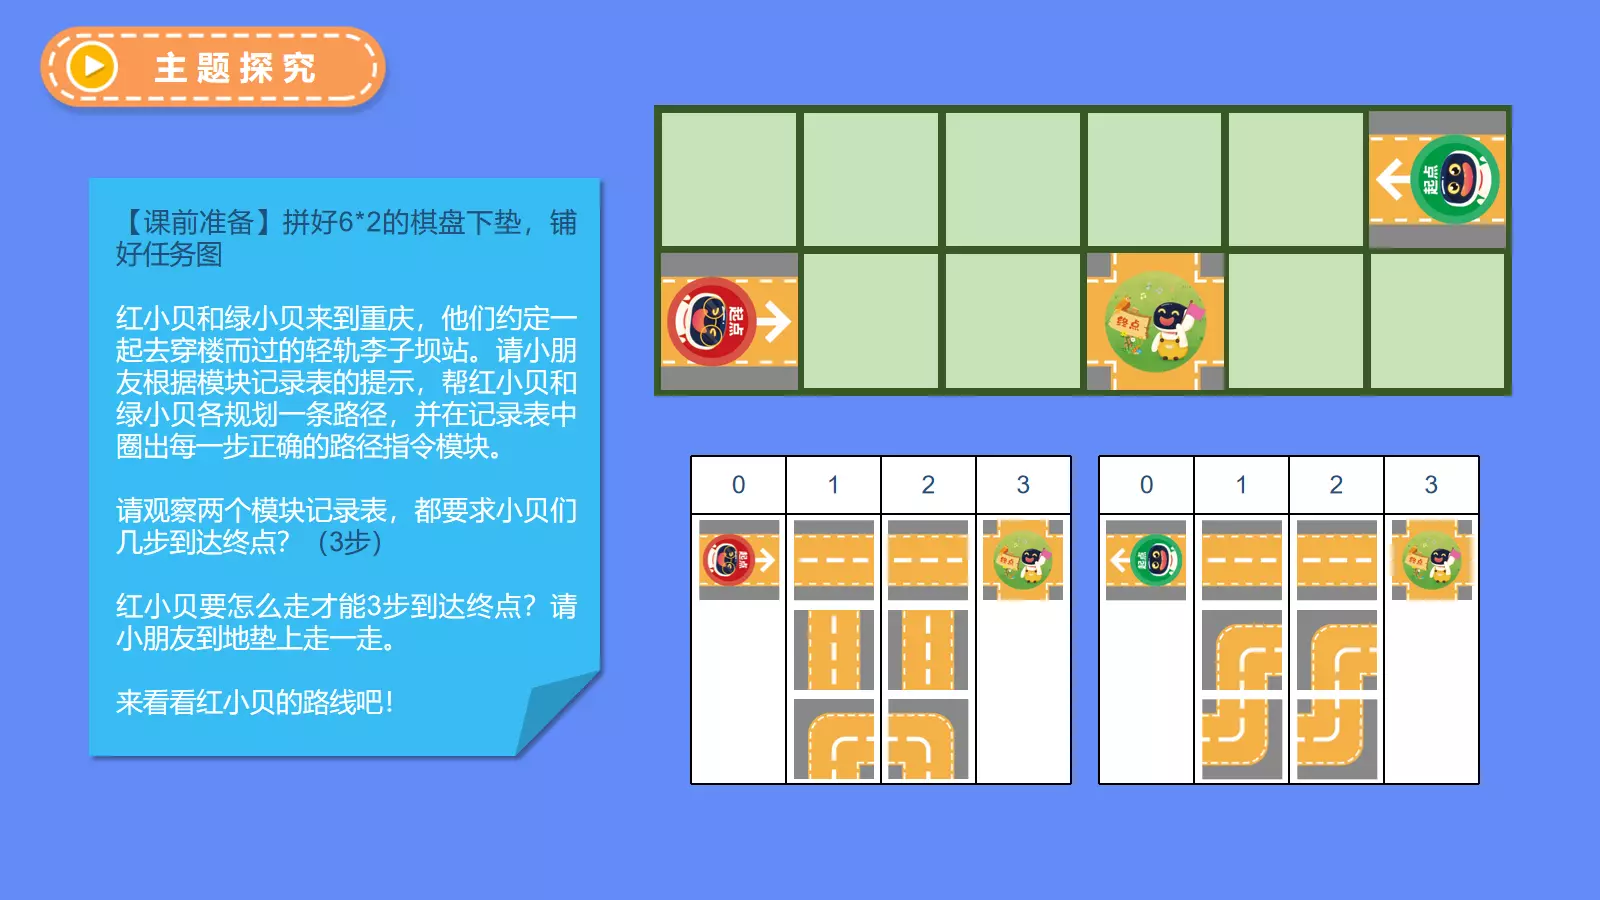 主题探究
【课前准备】拼好6*2的棋盘下垫，铺
好任务图
红小贝和绿小贝来到重庆，他们约定一
起去穿楼而过的轻轨李子坝站。请小朋
友根据模块记录表的提示，帮红小贝和
绿小贝各规划一条路径，并在记录表中
圈出每一步正确的路径指令模块。
请观察两个模块记录表，都要求小贝们
几步到达终点？（3步）
红小贝要怎么走才能3步到达终点？请
小朋友到地垫上走一走。
来看看红小贝的路线吧！
起点
起点
终点
0 1 2 3
起点
终点
0 1 2 3
起点
终点